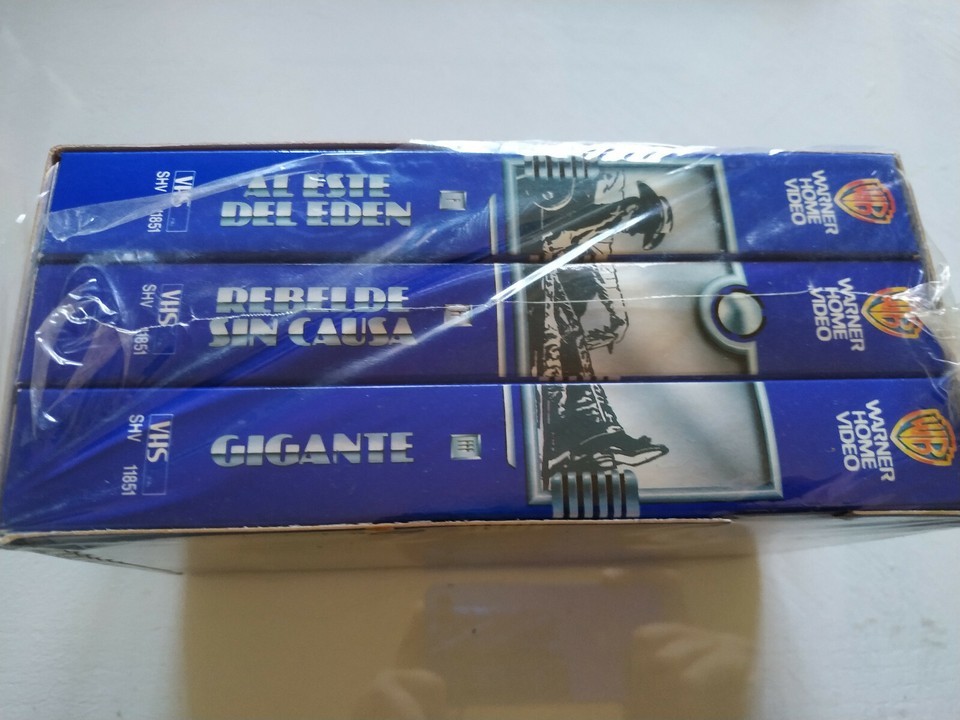 AL ESTE
DEL EDEN
I
WARNER
HOME
VIDEO
WB
VHS
SHV 11851
REBELDE
SIN CAUSA
II
WARNER
HOME
VIDEO
WB
VHS
SHV 11851
GIGANTE
III
WARNER
HOME
VIDEO
WB
VHS
SHV 11851